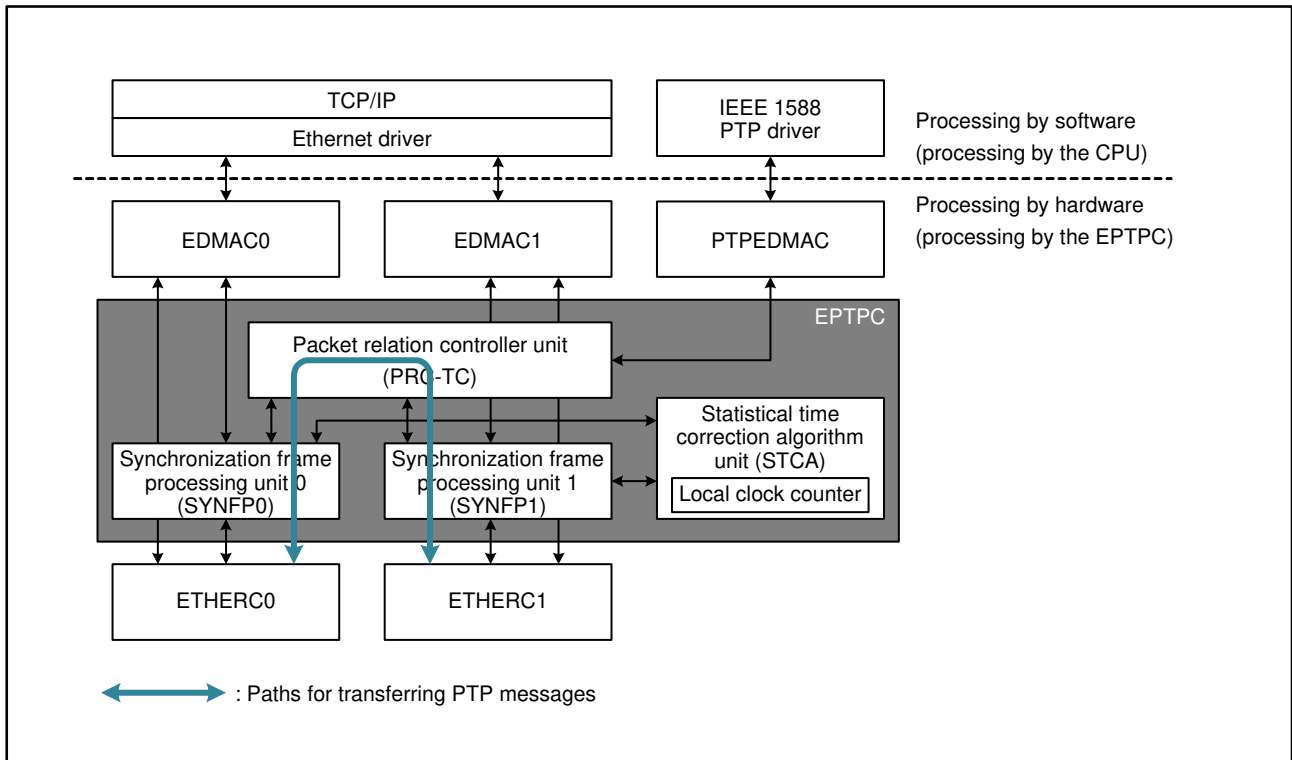 TCP/IP
Ethernet driver
IEEE 1588
PTP driver
Processing by software
(processing by the CPU)
EDMAC0
EDMAC1
PTPEDMAC
Processing by hardware
(processing by the EPTPC)
EPTPC
Packet relation controller unit
(PRC-TC)
Synchronization frame
processing unit 0
(SYNFP0)
Synchronization frame
processing unit 1
(SYNFP1)
Statistical time
correction algorithm
unit (STCA)
Local clock counter
ETHERC0
ETHERC1
: Paths for transferring PTP messages